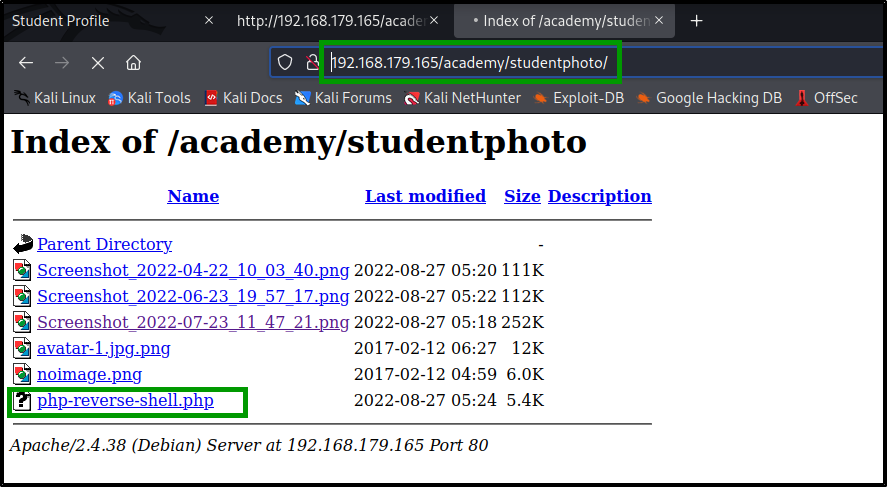 Student Profile × http://192.168.179.165/acade × Index of /academy/studen × +
192.168.179.165/academy/studentphoto/
Kali Linux Kali Tools Kali Docs Kali Forums Kali NetHunter Exploit-DB Google Hacking DB OffSec
Index of /academy/studentphoto
Name Last modified Size Description
Parent Directory -
Screenshot_2022-04-22_10_03_40.png 2022-08-27 05:20 111K
Screenshot_2022-06-23_19_57_17.png 2022-08-27 05:22 112K
Screenshot_2022-07-23_11_47_21.png 2022-08-27 05:18 252K
avatar-1.jpg.png 2017-02-12 06:27 12K
noimage.png 2017-02-12 04:59 6.0K
php-reverse-shell.php 2022-08-27 05:24 5.4K
Apache/2.4.38 (Debian) Server at 192.168.179.165 Port 80